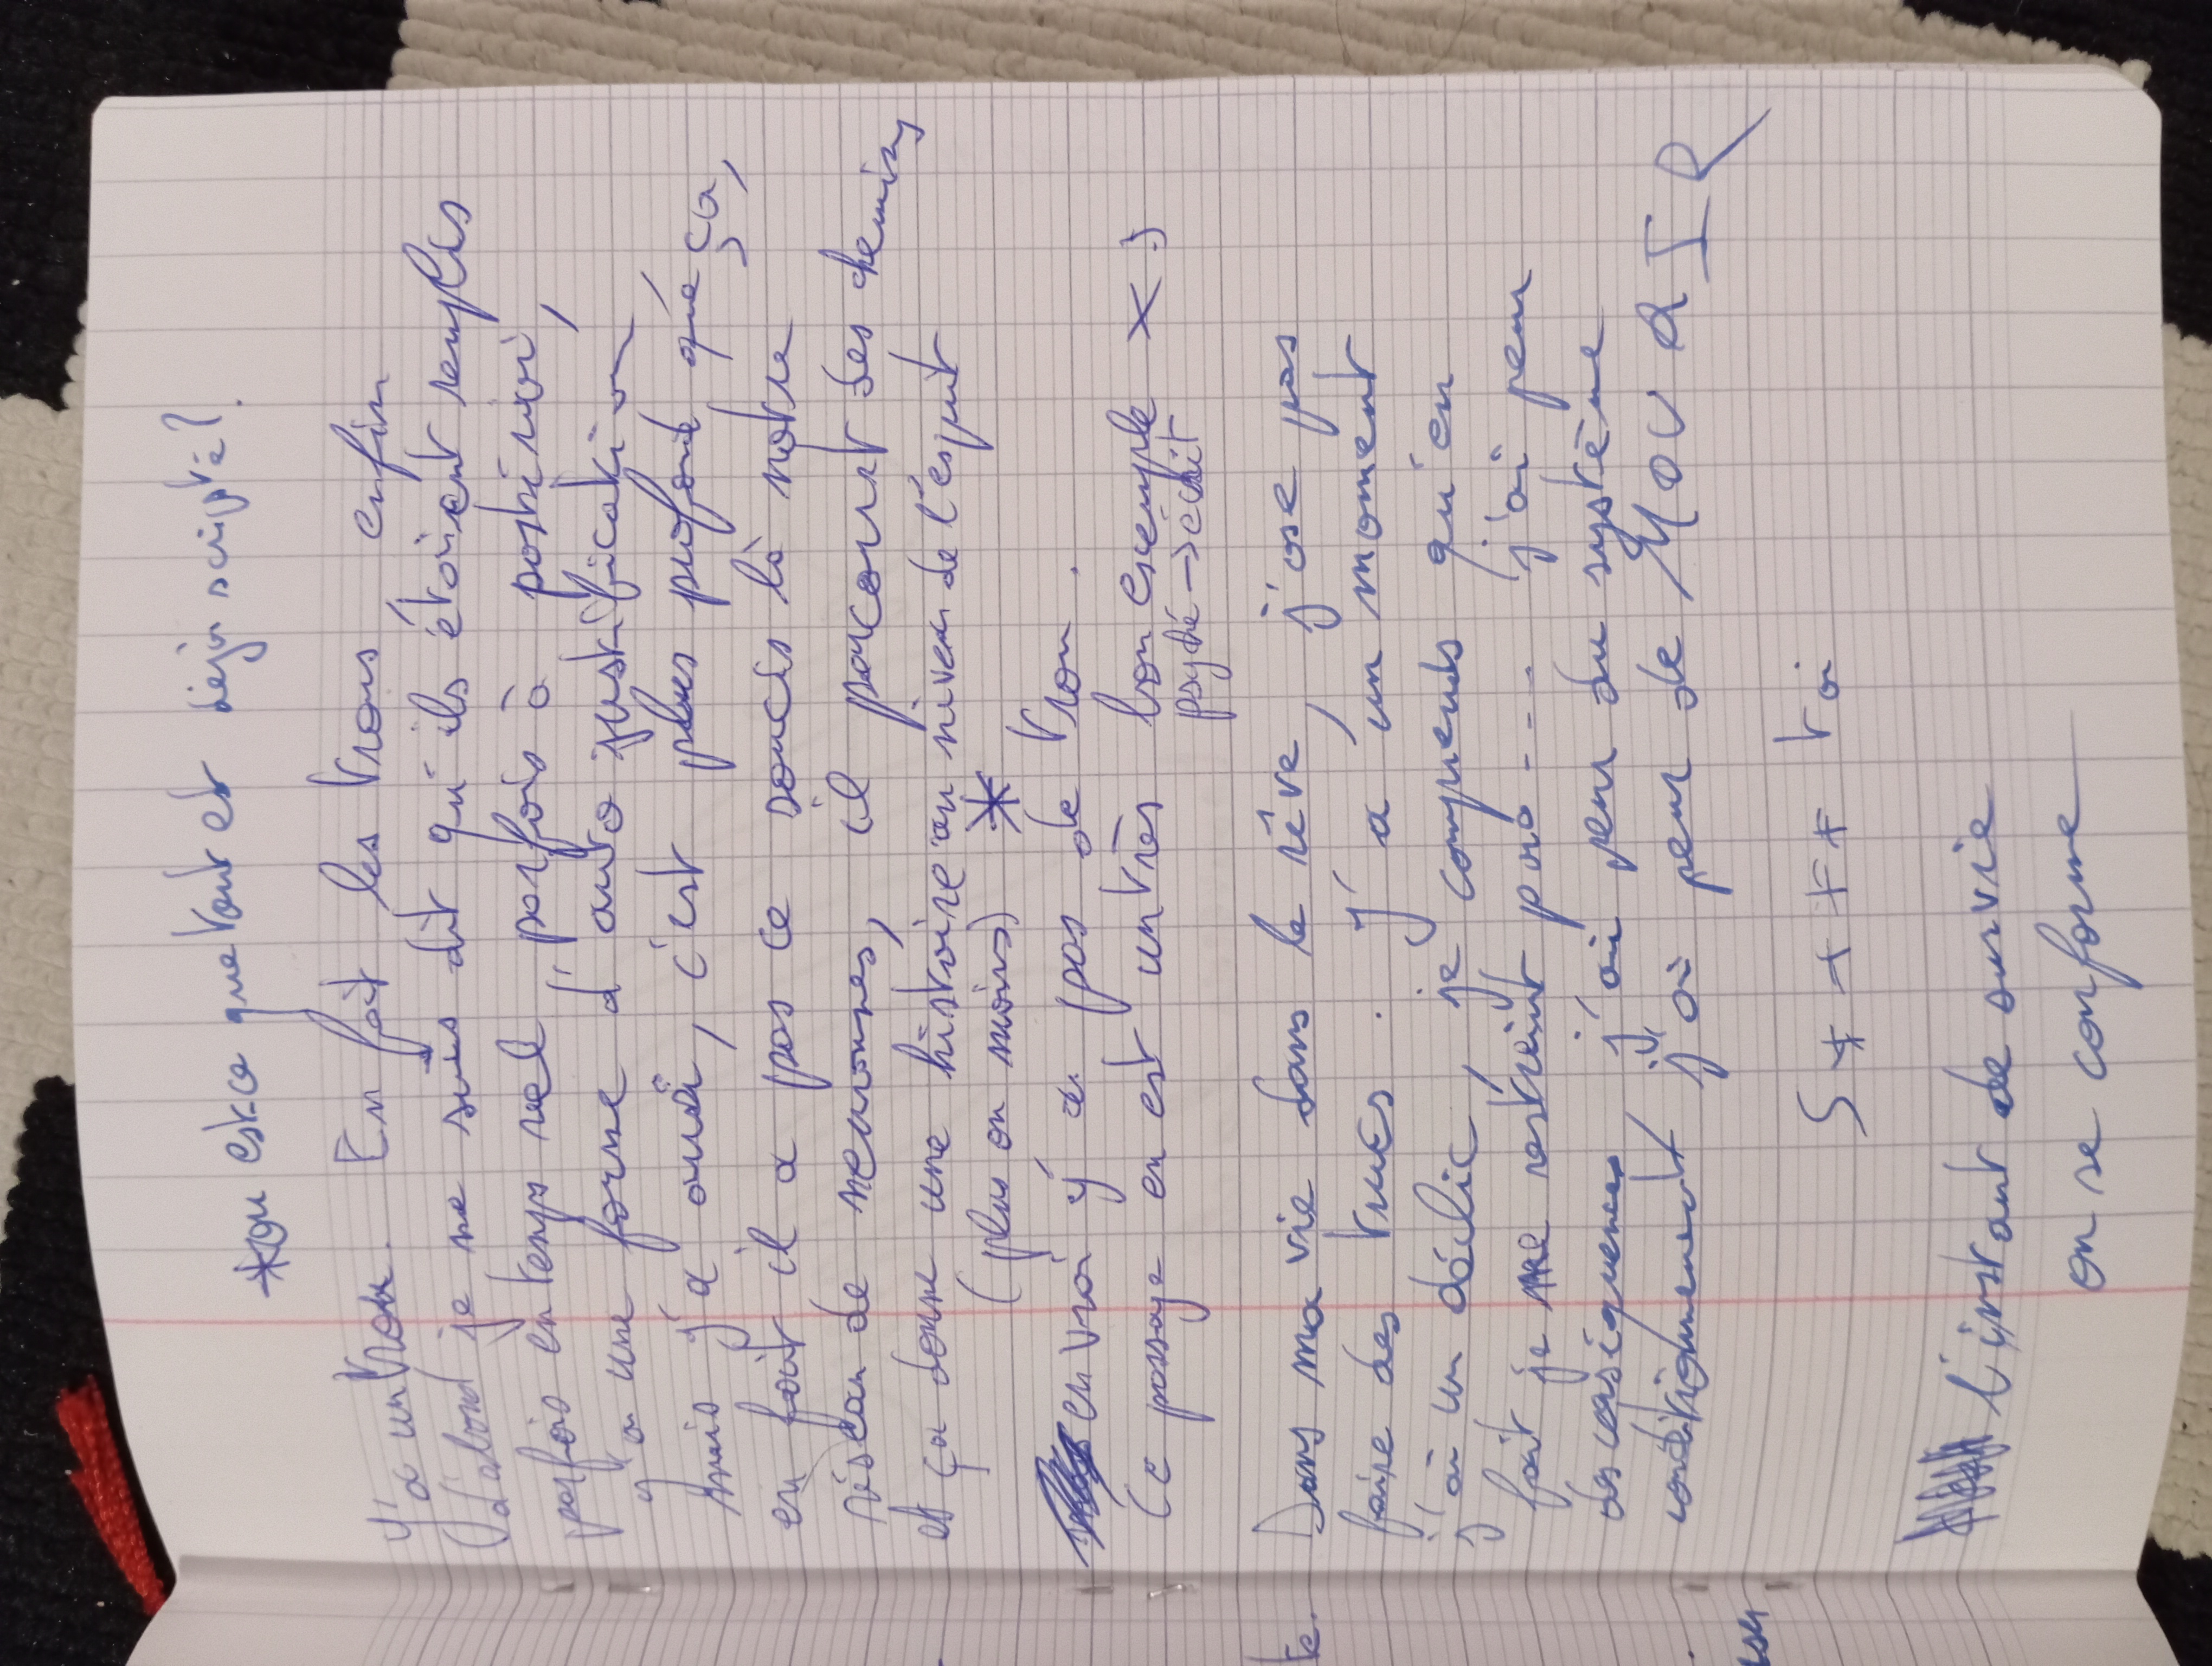 *ou est-ce que tout est déjà scripté ?
Y'a un trou. En fait les trous, enfin
d'abord je me suis dit qu'ils étaient remplis
parfois en temps réel, parfois à postériori,
y'a une forme d'auto justification
mais y'a aussi, c'est plus profond que ça,
en fait il a pas ce soucis là notre
réseau de neuronnes, il parcourt des chemins
et ça donne une histoire au niveau de l'esprit
(plus ou moins) *
en vrai y'a pas de trou.
Ce passage en est un très bon exemple
psyché → écrit
te.
Dans ma vie dans le rêve, j'ose pas
faire des trucs. Y'a un moment
j'ai un déclic, je comprends qu'en
fait je me restreint ---- j'ai peur
des conséquences, j'ai peur du système
conditionnement j'ai peur de MOURIR
S**** toi
l'instant de survie
on se conforme